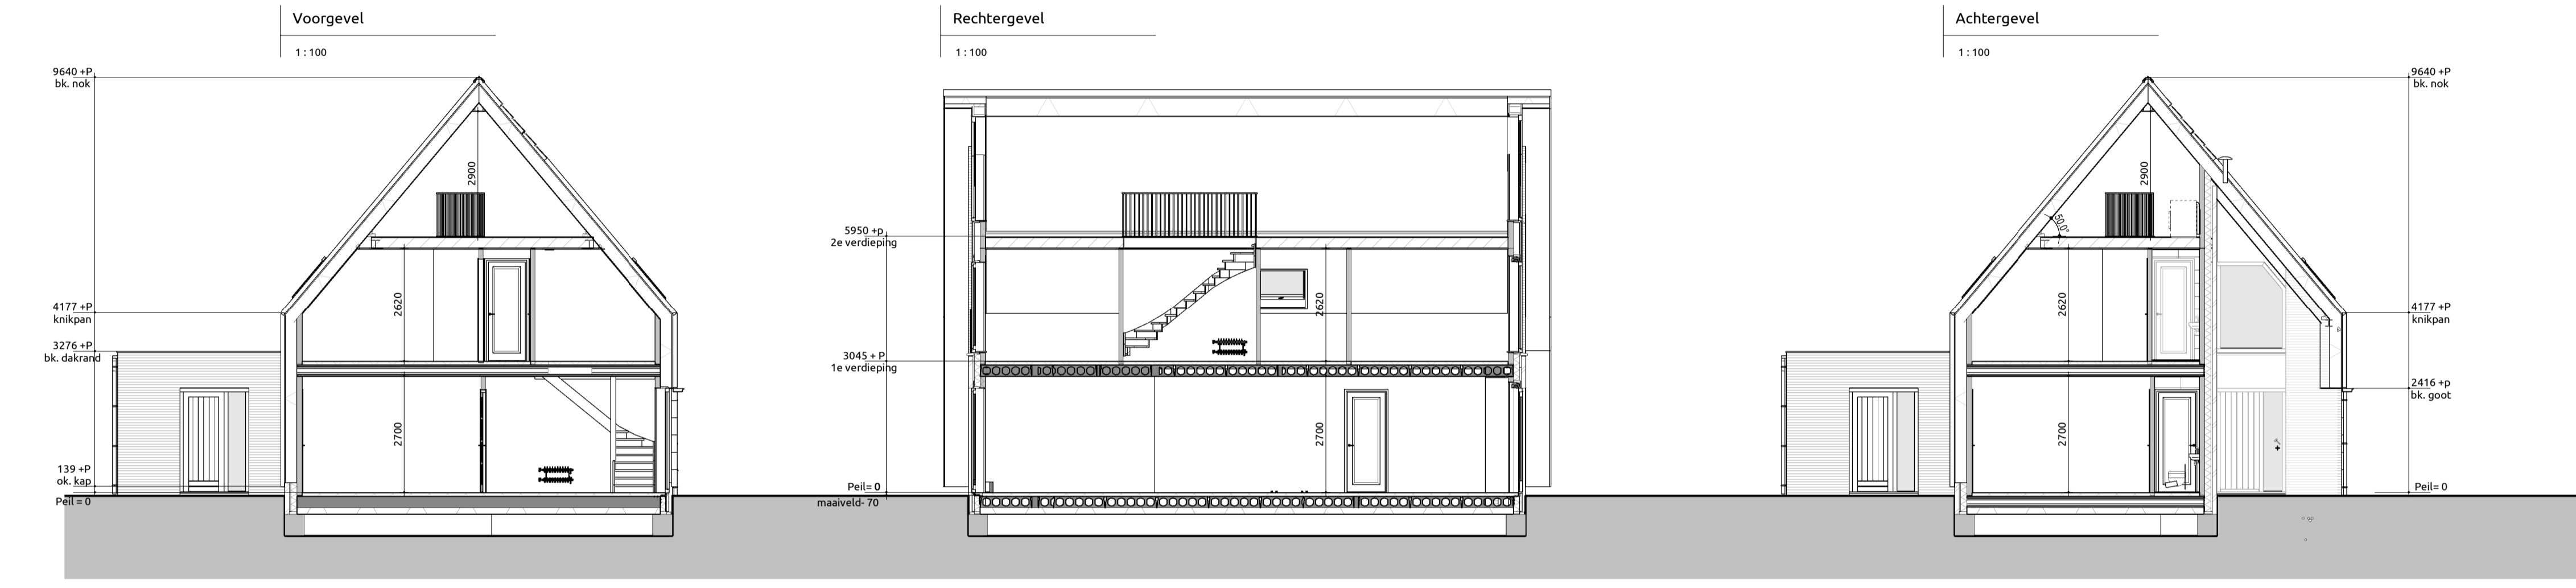 Voorgevel
1 : 100
9640 +P
bk. nok
2900
4177 +P
knikpan
2620
3276 +P
bk. dakrand
2700
139 +P
ok. kap
Peil = 0
Rechtergevel
1 : 100
5950 +p
2e verdieping
2620
3045 + P
1e verdieping
2700
Peil= 0
maaiveld- 70
Achtergevel
1 : 100
9640 +P
bk. nok
2900
50,0°
2620
4177 +P
knikpan
2416 +p
bk. goot
2700
Peil= 0